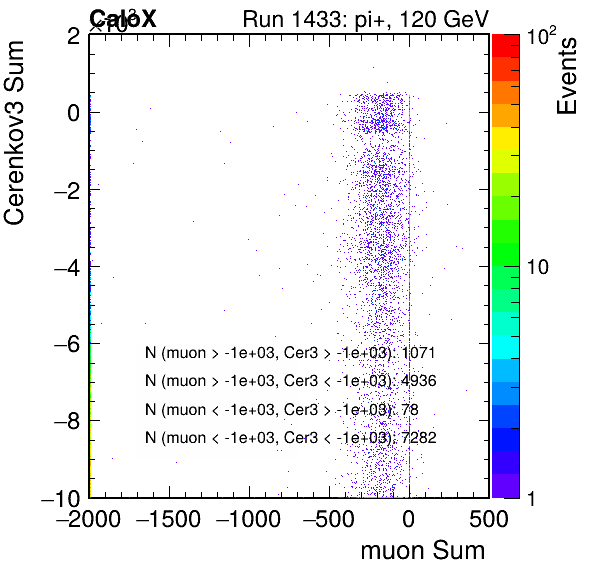 ×10³
CaloX
Run 1433: pi+, 120 GeV
Cerenkov3 Sum
2
0
−2
−4
−6
−8
−10
N (muon > -1e+03, Cer3 > -1e+03): 1071
N (muon > -1e+03, Cer3 < -1e+03): 4936
N (muon < -1e+03, Cer3 > -1e+03): 78
N (muon < -1e+03, Cer3 < -1e+03): 7282
−2000 −1500 −1000 −500 0 500
muon Sum
10²
10
1
Events